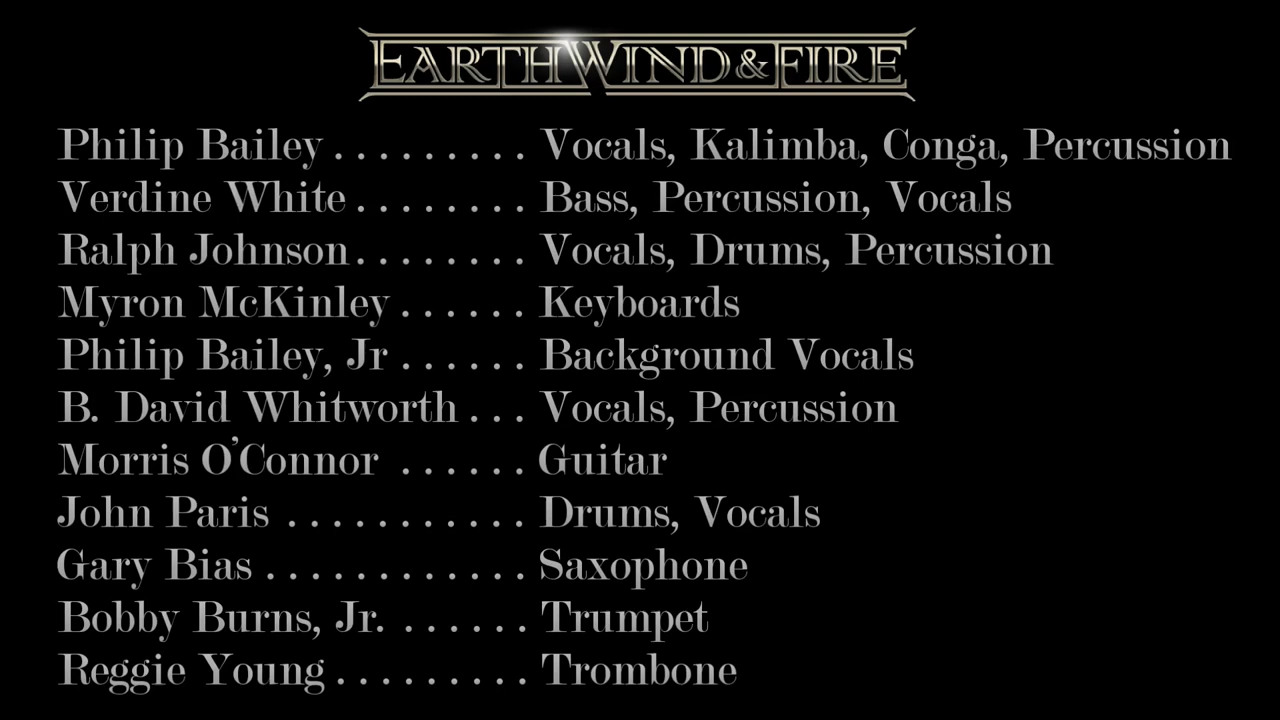 EARTH WIND & FIRE
Philip Bailey . . . . . . . . . Vocals, Kalimba, Conga, Percussion
Verdine White . . . . . . . . Bass, Percussion, Vocals
Ralph Johnson . . . . . . . . Vocals, Drums, Percussion
Myron McKinley . . . . . . Keyboards
Philip Bailey, Jr . . . . . . Background Vocals
B. David Whitworth . . . Vocals, Percussion
Morris O’Connor . . . . . . Guitar
John Paris . . . . . . . . . . . Drums, Vocals
Gary Bias . . . . . . . . . . . . Saxophone
Bobby Burns, Jr. . . . . . . Trumpet
Reggie Young . . . . . . . . . Trombone